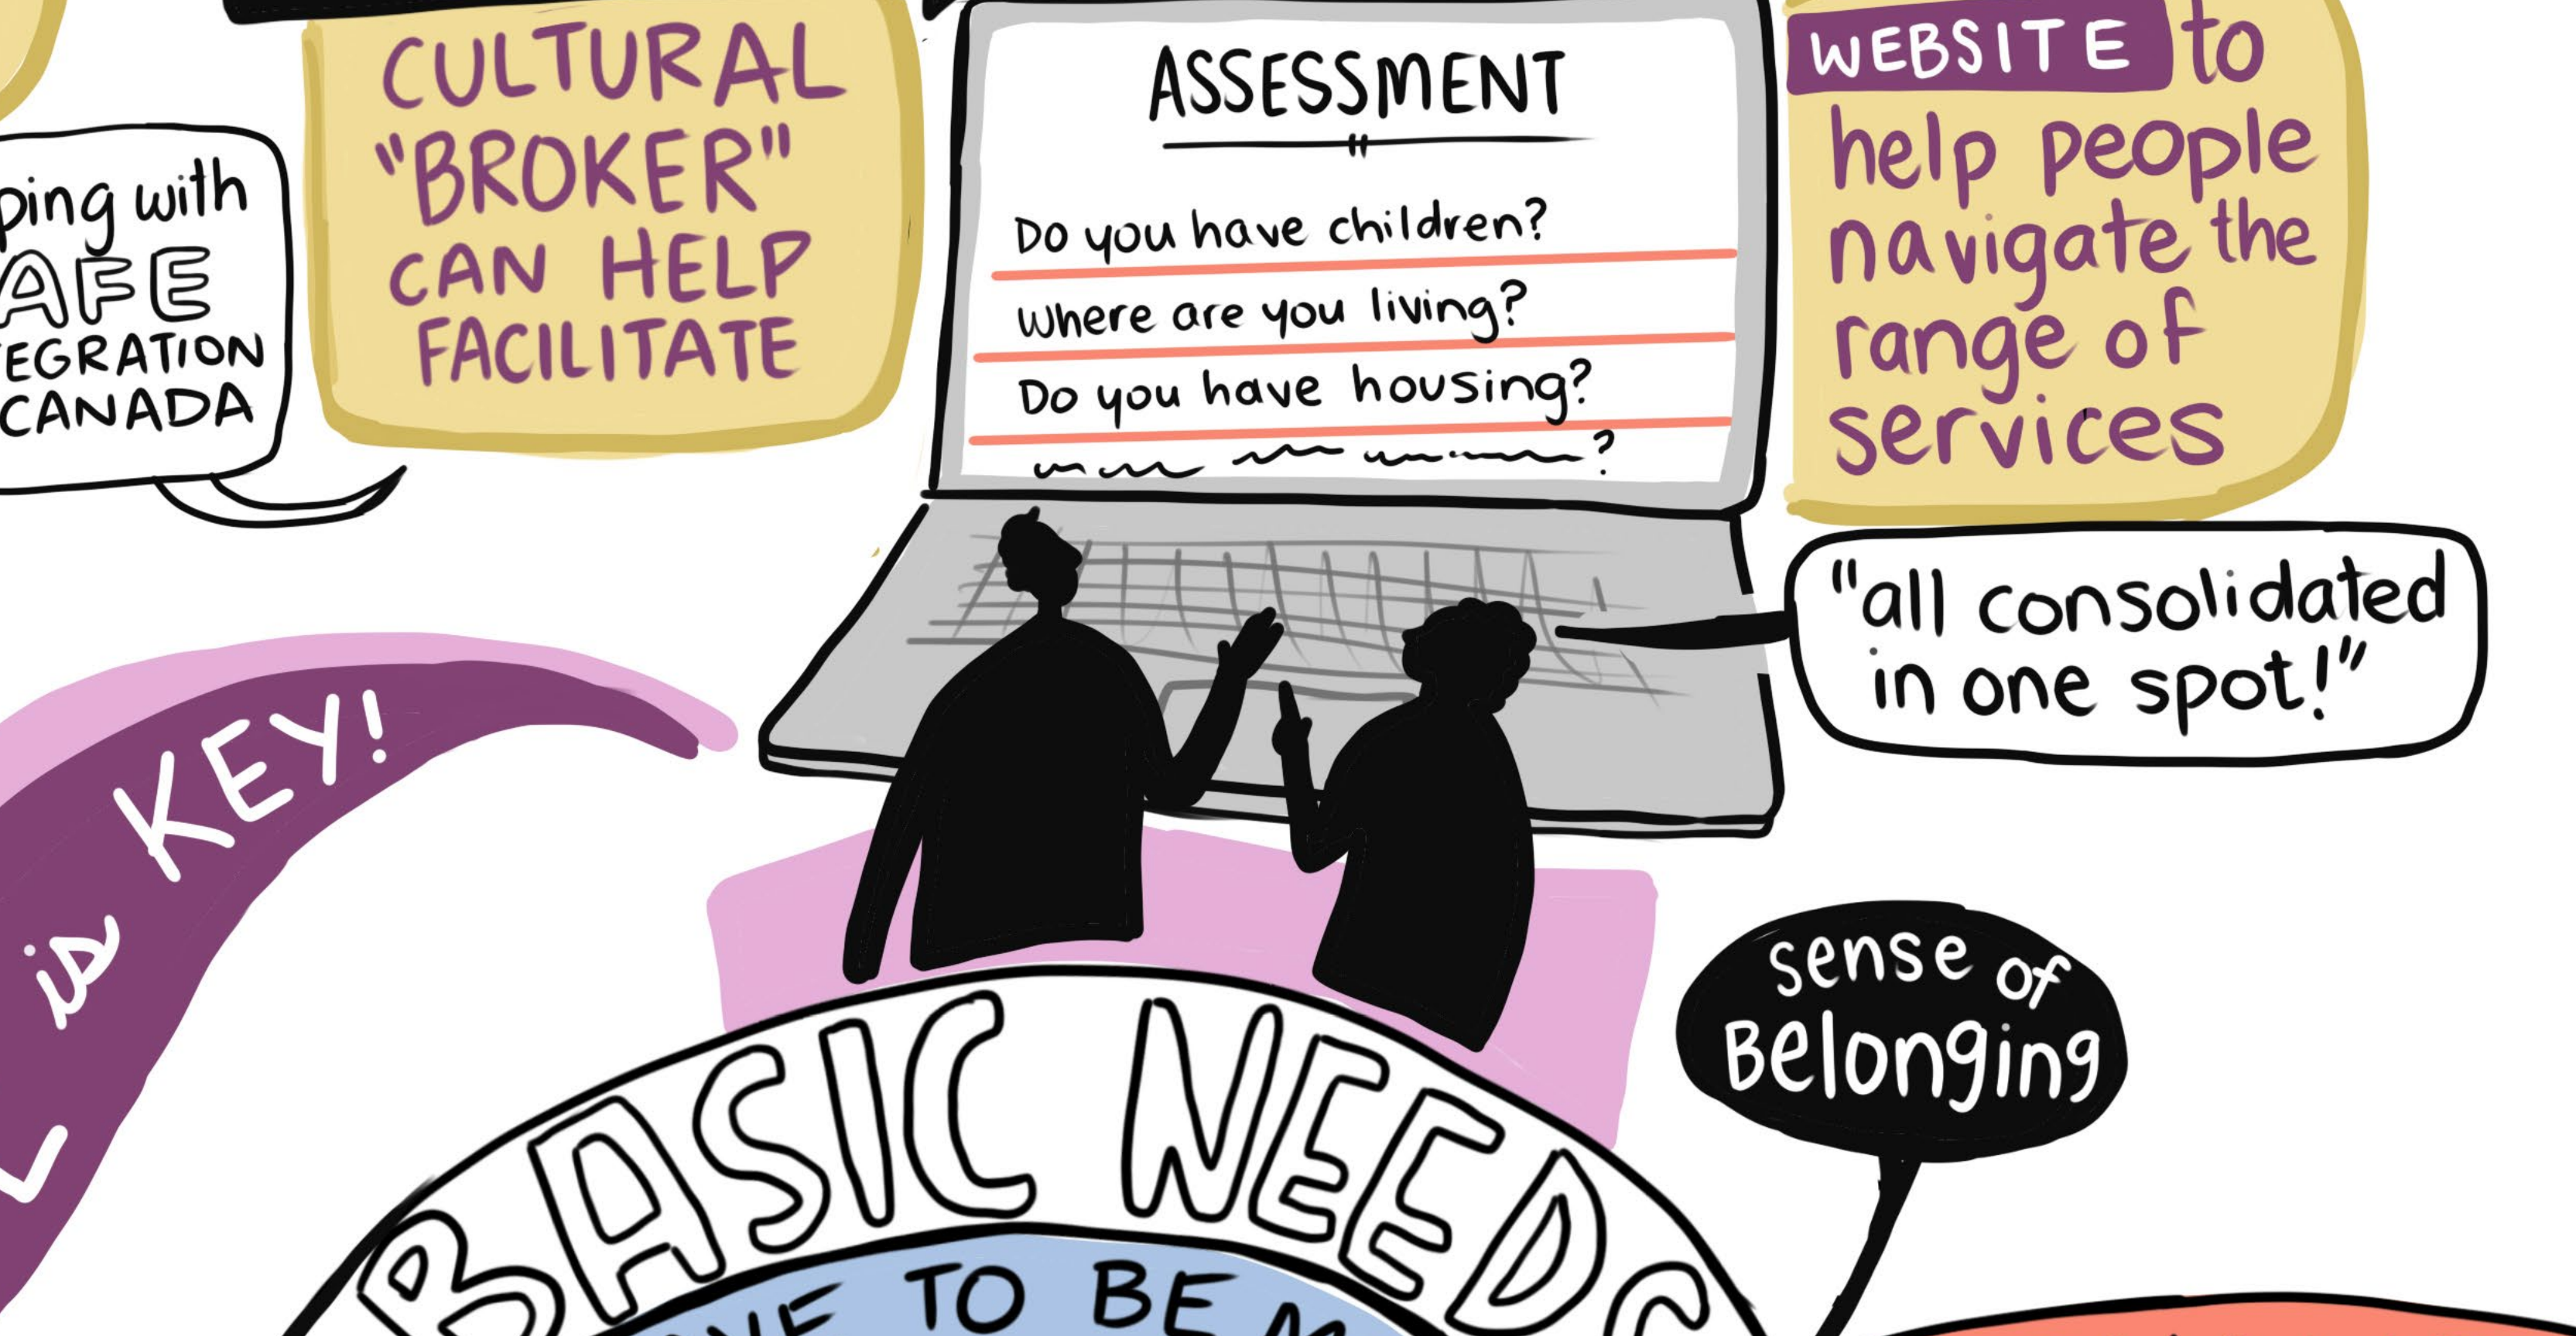 CULTURAL
"BROKER"
CAN HELP
FACILITATE
ping with
AFE
EGRATION
CANADA
ASSESSMENT
Do you have children?
Where are you living?
Do you have housing?
WEBSITE to
help people
navigate the
range of
services
"all consolidated
in one spot!"
is KEY!
sense of
Belonging
BASIC NEEDS
TO BE